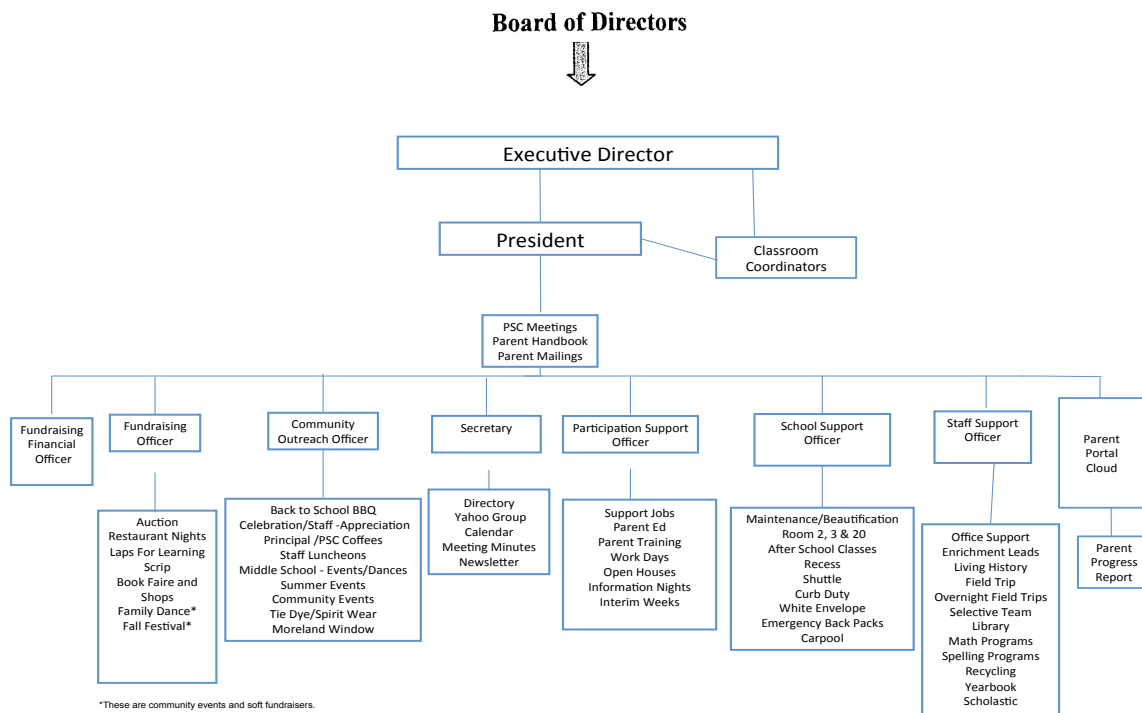 Board of Directors
Executive Director
President
Classroom
Coordinators
PSC Meetings
Parent Handbook
Parent Mailings
Fundraising
Financial
Officer
Fundraising
Officer
Community
Outreach Officer
Secretary
Participation Support
Officer
School Support
Officer
Staff Support
Officer
Parent
Portal
Cloud
Auction
Restaurant Nights
Laps For Learning
Scrip
Book Faire and
Shops
Family Dance*
Fall Festival*
Back to School BBQ
Celebration/Staff -Appreciation
Principal /PSC Coffees
Staff Luncheons
Middle School - Events/Dances
Summer Events
Community Events
Tie Dye/Spirit Wear
Moreland Window
Directory
Yahoo Group
Calendar
Meeting Minutes
Newsletter
Support Jobs
Parent Ed
Parent Training
Work Days
Open Houses
Information Nights
Interim Weeks
Maintenance/Beautification
Room 2, 3 & 20
After School Classes
Recess
Shuttle
Curb Duty
White Envelope
Emergency Back Packs
Carpool
Office Support
Enrichment Leads
Living History
Field Trip
Overnight Field Trips
Selective Team
Library
Math Programs
Spelling Programs
Recycling
Yearbook
Scholastic
Parent
Progress
Report
*These are community events and soft fundraisers.